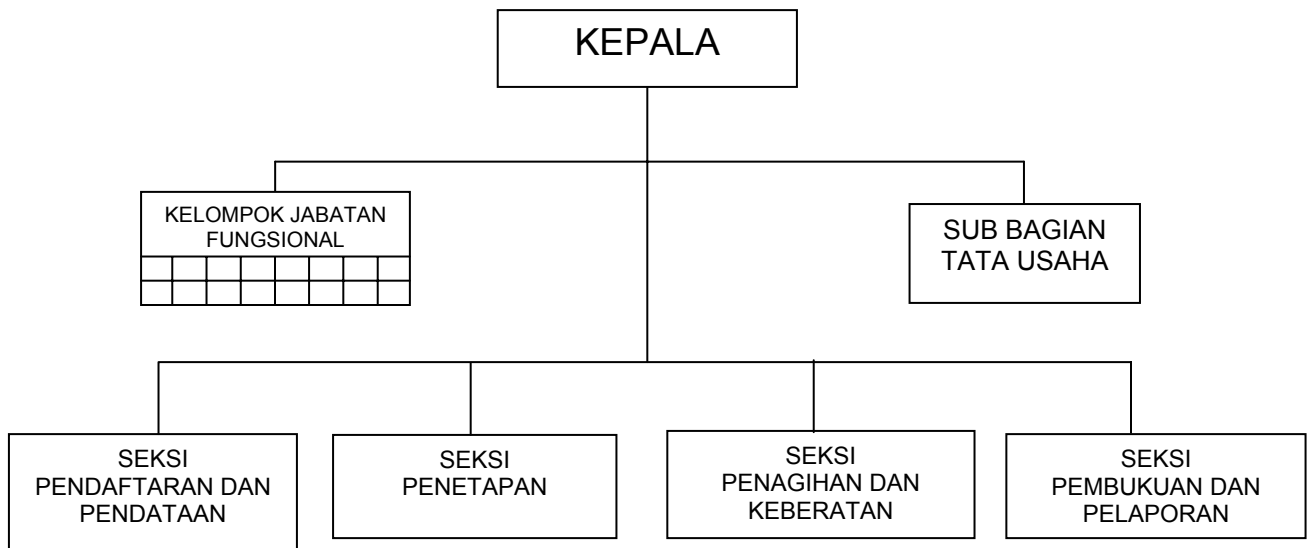 KEPALA
KELOMPOK JABATAN
FUNGSIONAL
SUB BAGIAN
TATA USAHA
SEKSI
PENDAFTARAN DAN
PENDATAAN
SEKSI
PENETAPAN
SEKSI
PENAGIHAN DAN
KEBERATAN
SEKSI
PEMBUKUAN DAN
PELAPORAN